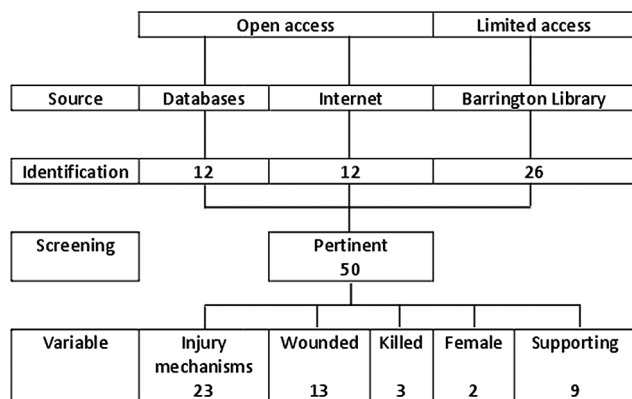 Open access Limited access
Source Databases Internet Barrington Library
Identification 12 12 26
Screening Pertinent
50
Variable Injury Wounded Killed Female Supporting
mechanisms
23 13 3 2 9